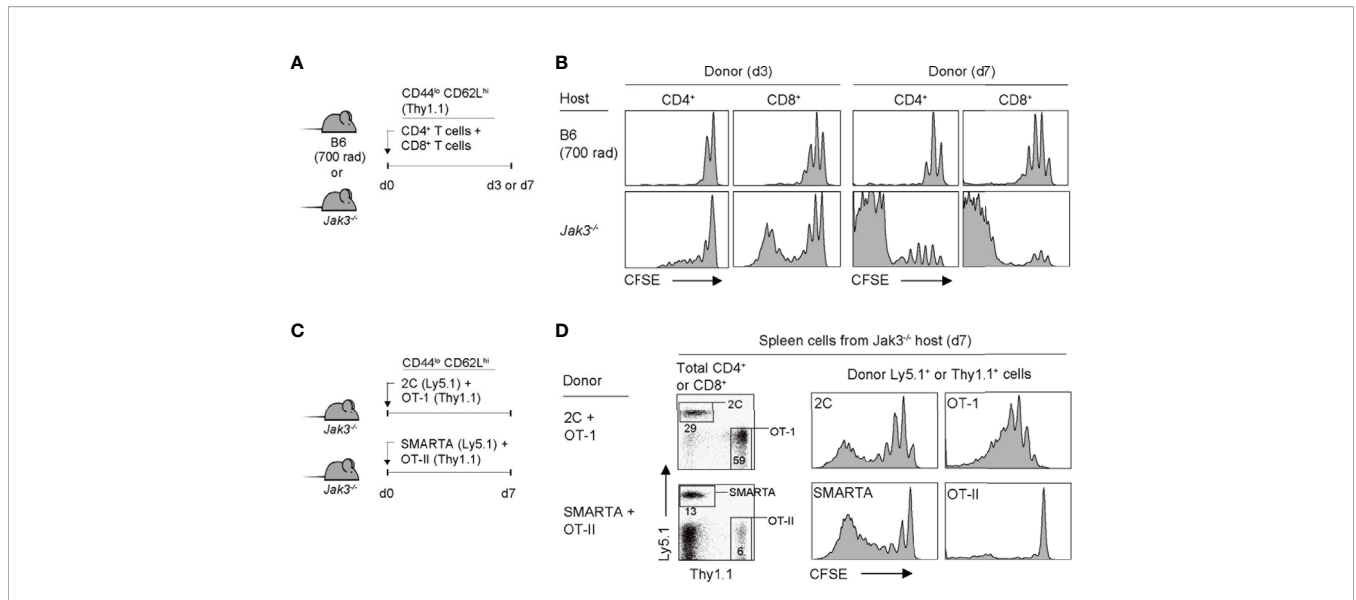 A
CD44ˡᵒ CD62Lʰⁱ
(Thy1.1)
CD4⁺ T cells +
CD8⁺ T cells
B6
(700 rad)
or
Jak3⁻/⁻
d0
d3 or d7
B
Donor (d3)
Donor (d7)
Host
CD4⁺
CD8⁺
CD4⁺
CD8⁺
B6
(700 rad)
Jak3⁻/⁻
CFSE
CFSE
C
CD44ˡᵒ CD62Lʰⁱ
2C (Ly5.1) +
OT-1 (Thy1.1)
Jak3⁻/⁻
SMARTA (Ly5.1) +
OT-II (Thy1.1)
Jak3⁻/⁻
d0
d7
D
Spleen cells from Jak3⁻/⁻ host (d7)
Donor
Total CD4⁺
or CD8⁺
Donor Ly5.1⁺ or Thy1.1⁺ cells
2C +
OT-1
2C
29
OT-1
59
2C
OT-1
SMARTA +
OT-II
SMARTA
13
OT-II
6
SMARTA
OT-II
Ly5.1
Thy1.1
CFSE